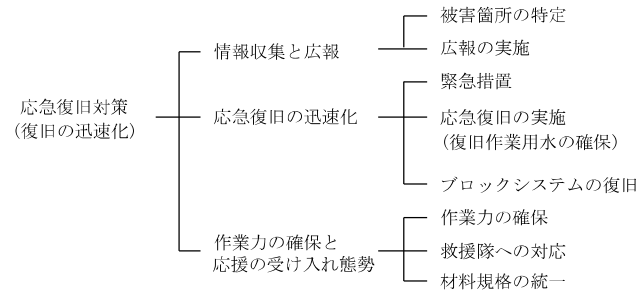 応急復旧対策
(復旧の迅速化)
情報収集と広報
被害箇所の特定
広報の実施
応急復旧の迅速化
緊急措置
応急復旧の実施
(復旧作業用水の確保)
ブロックシステムの復旧
作業力の確保と
応援の受け入れ態勢
作業力の確保
救援隊への対応
材料規格の統一